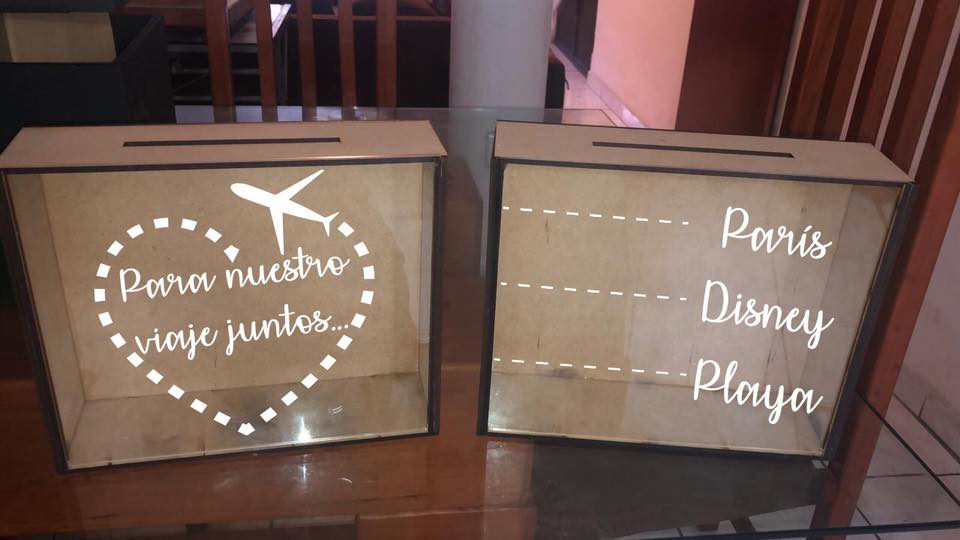 Para nuestro
viaje juntos...
París
Disney
Playa